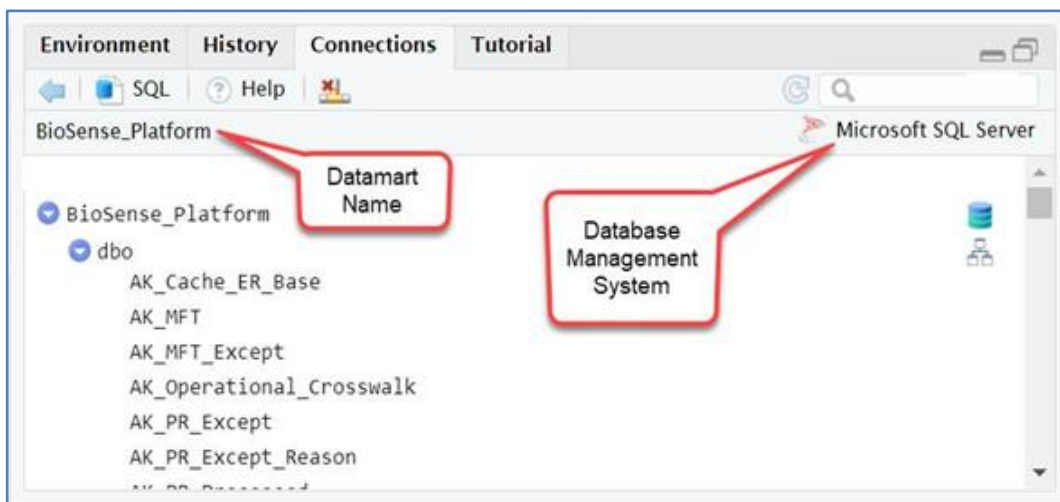 Environment History Connections Tutorial
SQL Help
BioSense_Platform Microsoft SQL Server
Datamart
Name
BioSense_Platform
Database
Management
System
dbo
AK_Cache_ER_Base
AK_MFT
AK_MFT_Except
AK_Operational_Crosswalk
AK_PR_Except
AK_PR_Except_Reason